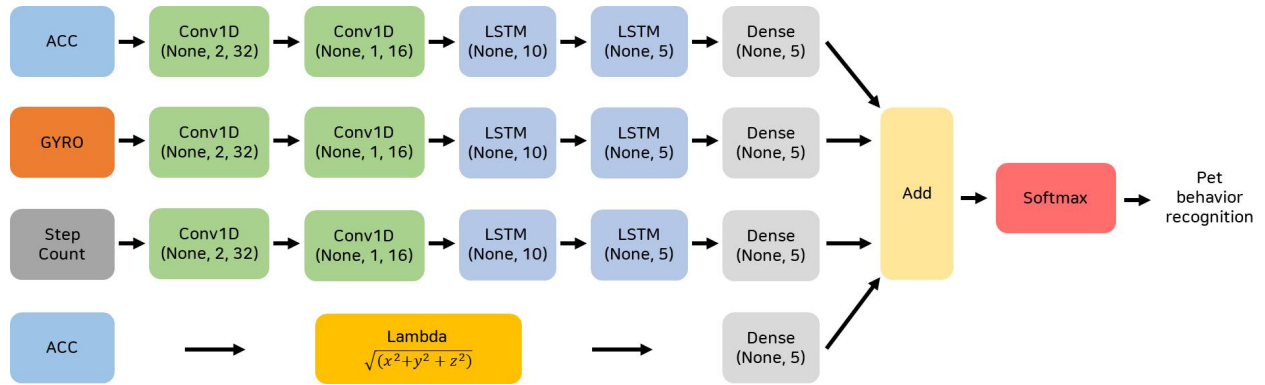 ACC
Conv1D
(None, 2, 32)
Conv1D
(None, 1, 16)
LSTM
(None, 10)
LSTM
(None, 5)
Dense
(None, 5)
GYRO
Conv1D
(None, 2, 32)
Conv1D
(None, 1, 16)
LSTM
(None, 10)
LSTM
(None, 5)
Dense
(None, 5)
Step
Count
Conv1D
(None, 2, 32)
Conv1D
(None, 1, 16)
LSTM
(None, 10)
LSTM
(None, 5)
Dense
(None, 5)
ACC
Lambda
√(x²+y² + z²)
Dense
(None, 5)
Add
Softmax
Pet
behavior
recognition